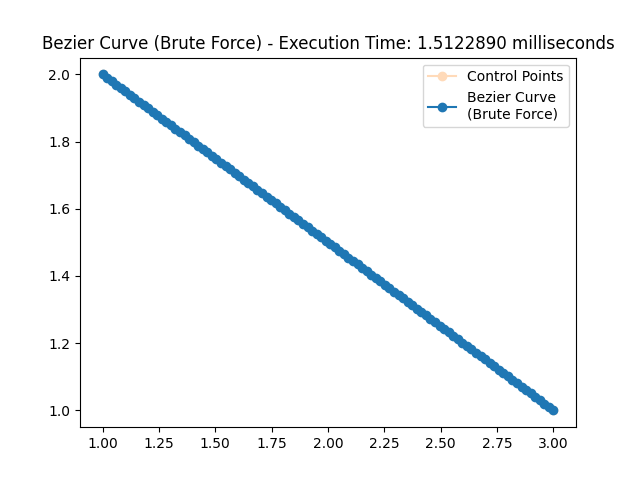 Bezier Curve (Brute Force) - Execution Time: 1.5122890 milliseconds
Control Points
Bezier Curve
(Brute Force)
2.0
1.8
1.6
1.4
1.2
1.0
1.00 1.25 1.50 1.75 2.00 2.25 2.50 2.75 3.00